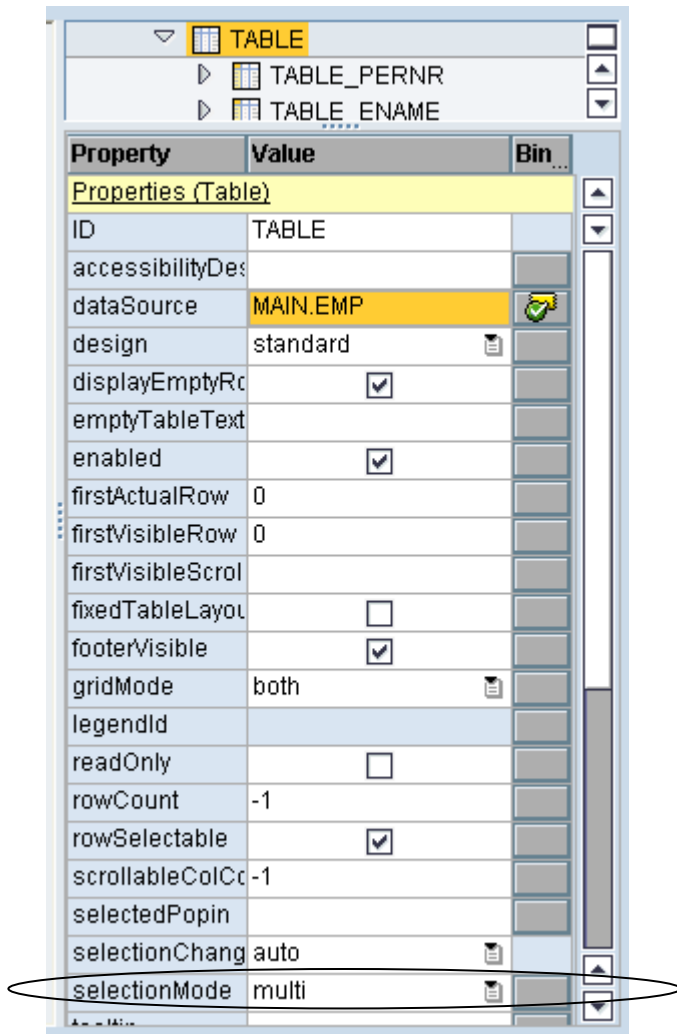 TABLE
TABLE_PERNR
TABLE_ENAME
Property Value Bin...
Properties (Table)
ID TABLE
accessibilityDes
dataSource MAIN.EMP
design standard
displayEmptyRo
emptyTableText
enabled
firstActualRow 0
firstVisibleRow 0
firstVisibleScrol
fixedTableLayou
footerVisible
gridMode both
legendId
readOnly
rowCount -1
rowSelectable
scrollableColCo -1
selectedPopin
selectionChang auto
selectionMode multi